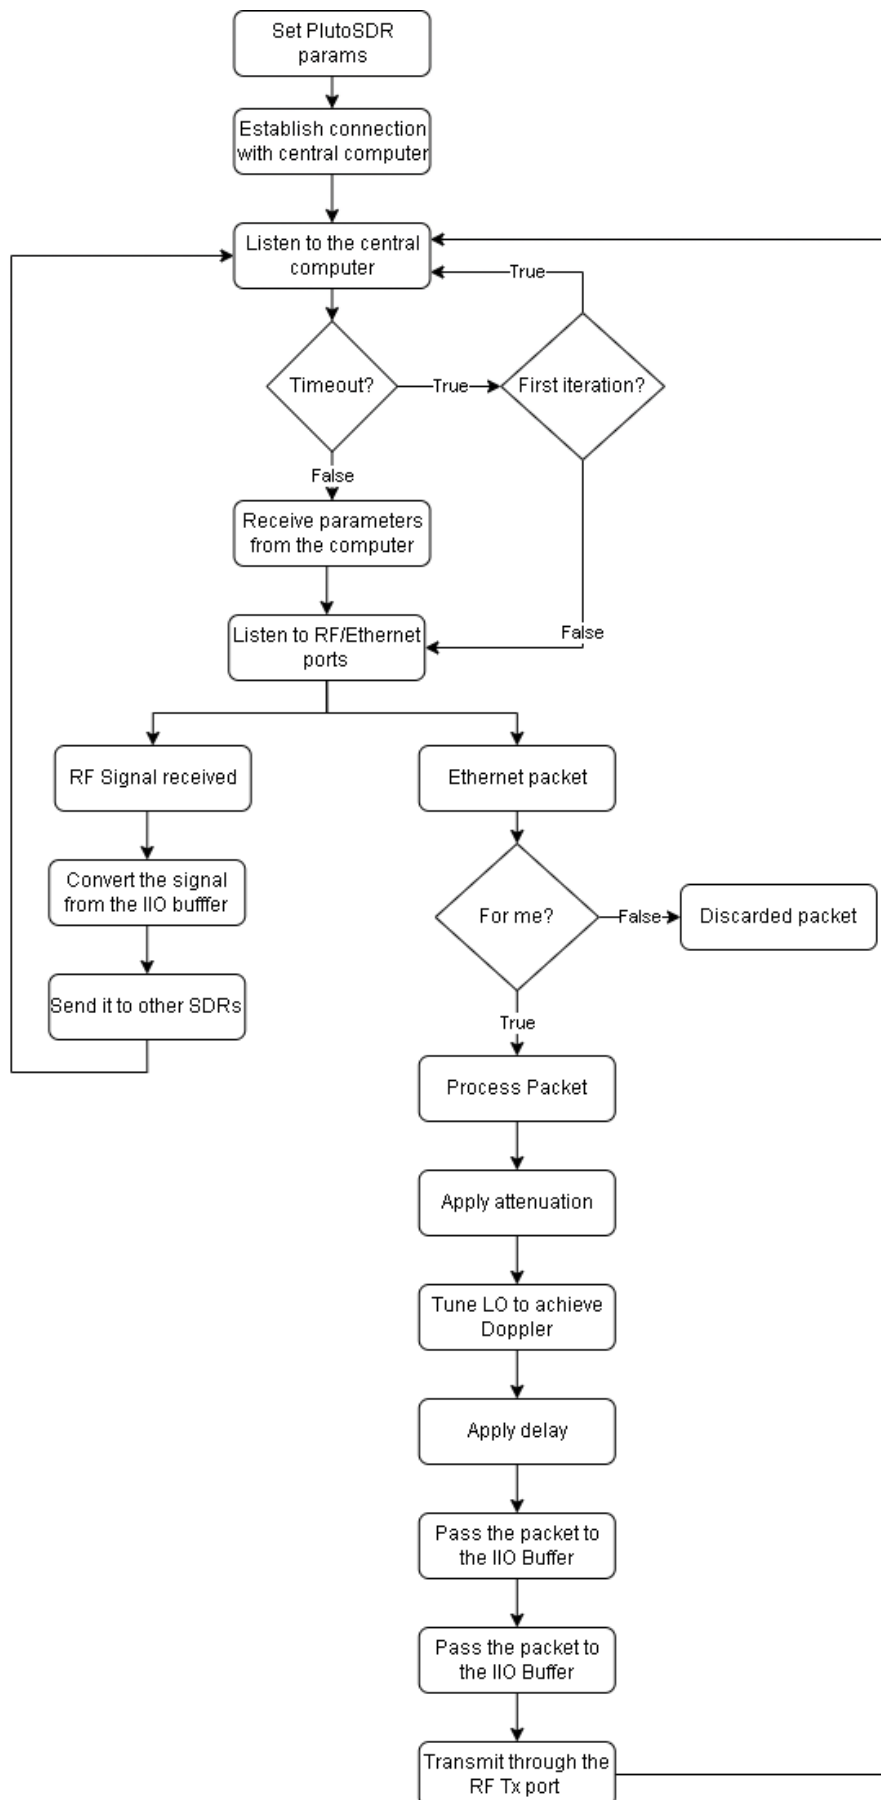 Set PlutoSDR
params
Establish connection
with central computer
Listen to the central
computer
True
Timeout?
True
First iteration?
False
Receive parameters
from the computer
False
Listen to RF/Ethernet
ports
RF Signal received
Ethernet packet
Convert the signal
from the IIO bufffer
For me?
False
Discarded packet
Send it to other SDRs
True
Process Packet
Apply attenuation
Tune LO to achieve
Doppler
Apply delay
Pass the packet to
the IIO Buffer
Pass the packet to
the IIO Buffer
Transmit through the
RF Tx port